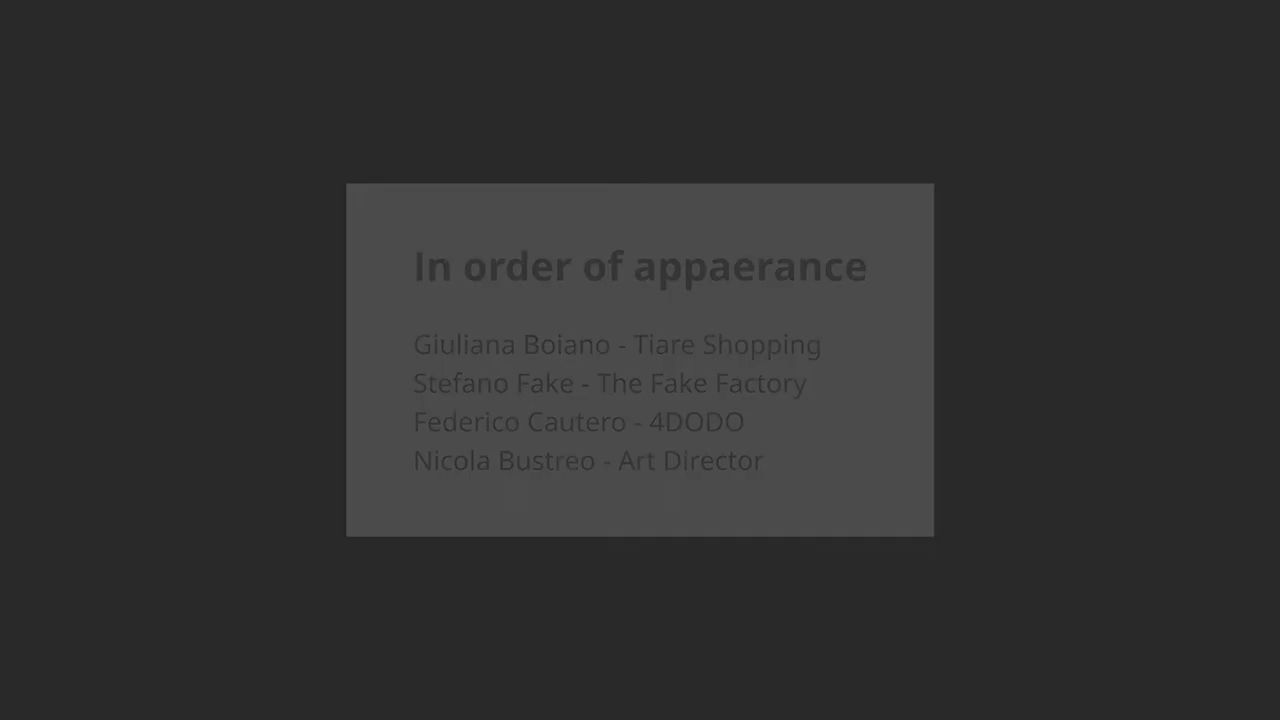 In order of appaerance
Giuliana Boiano - Tiare Shopping
Stefano Fake - The Fake Factory
Federico Cautero - 4DODO
Nicola Bustreo - Art Director